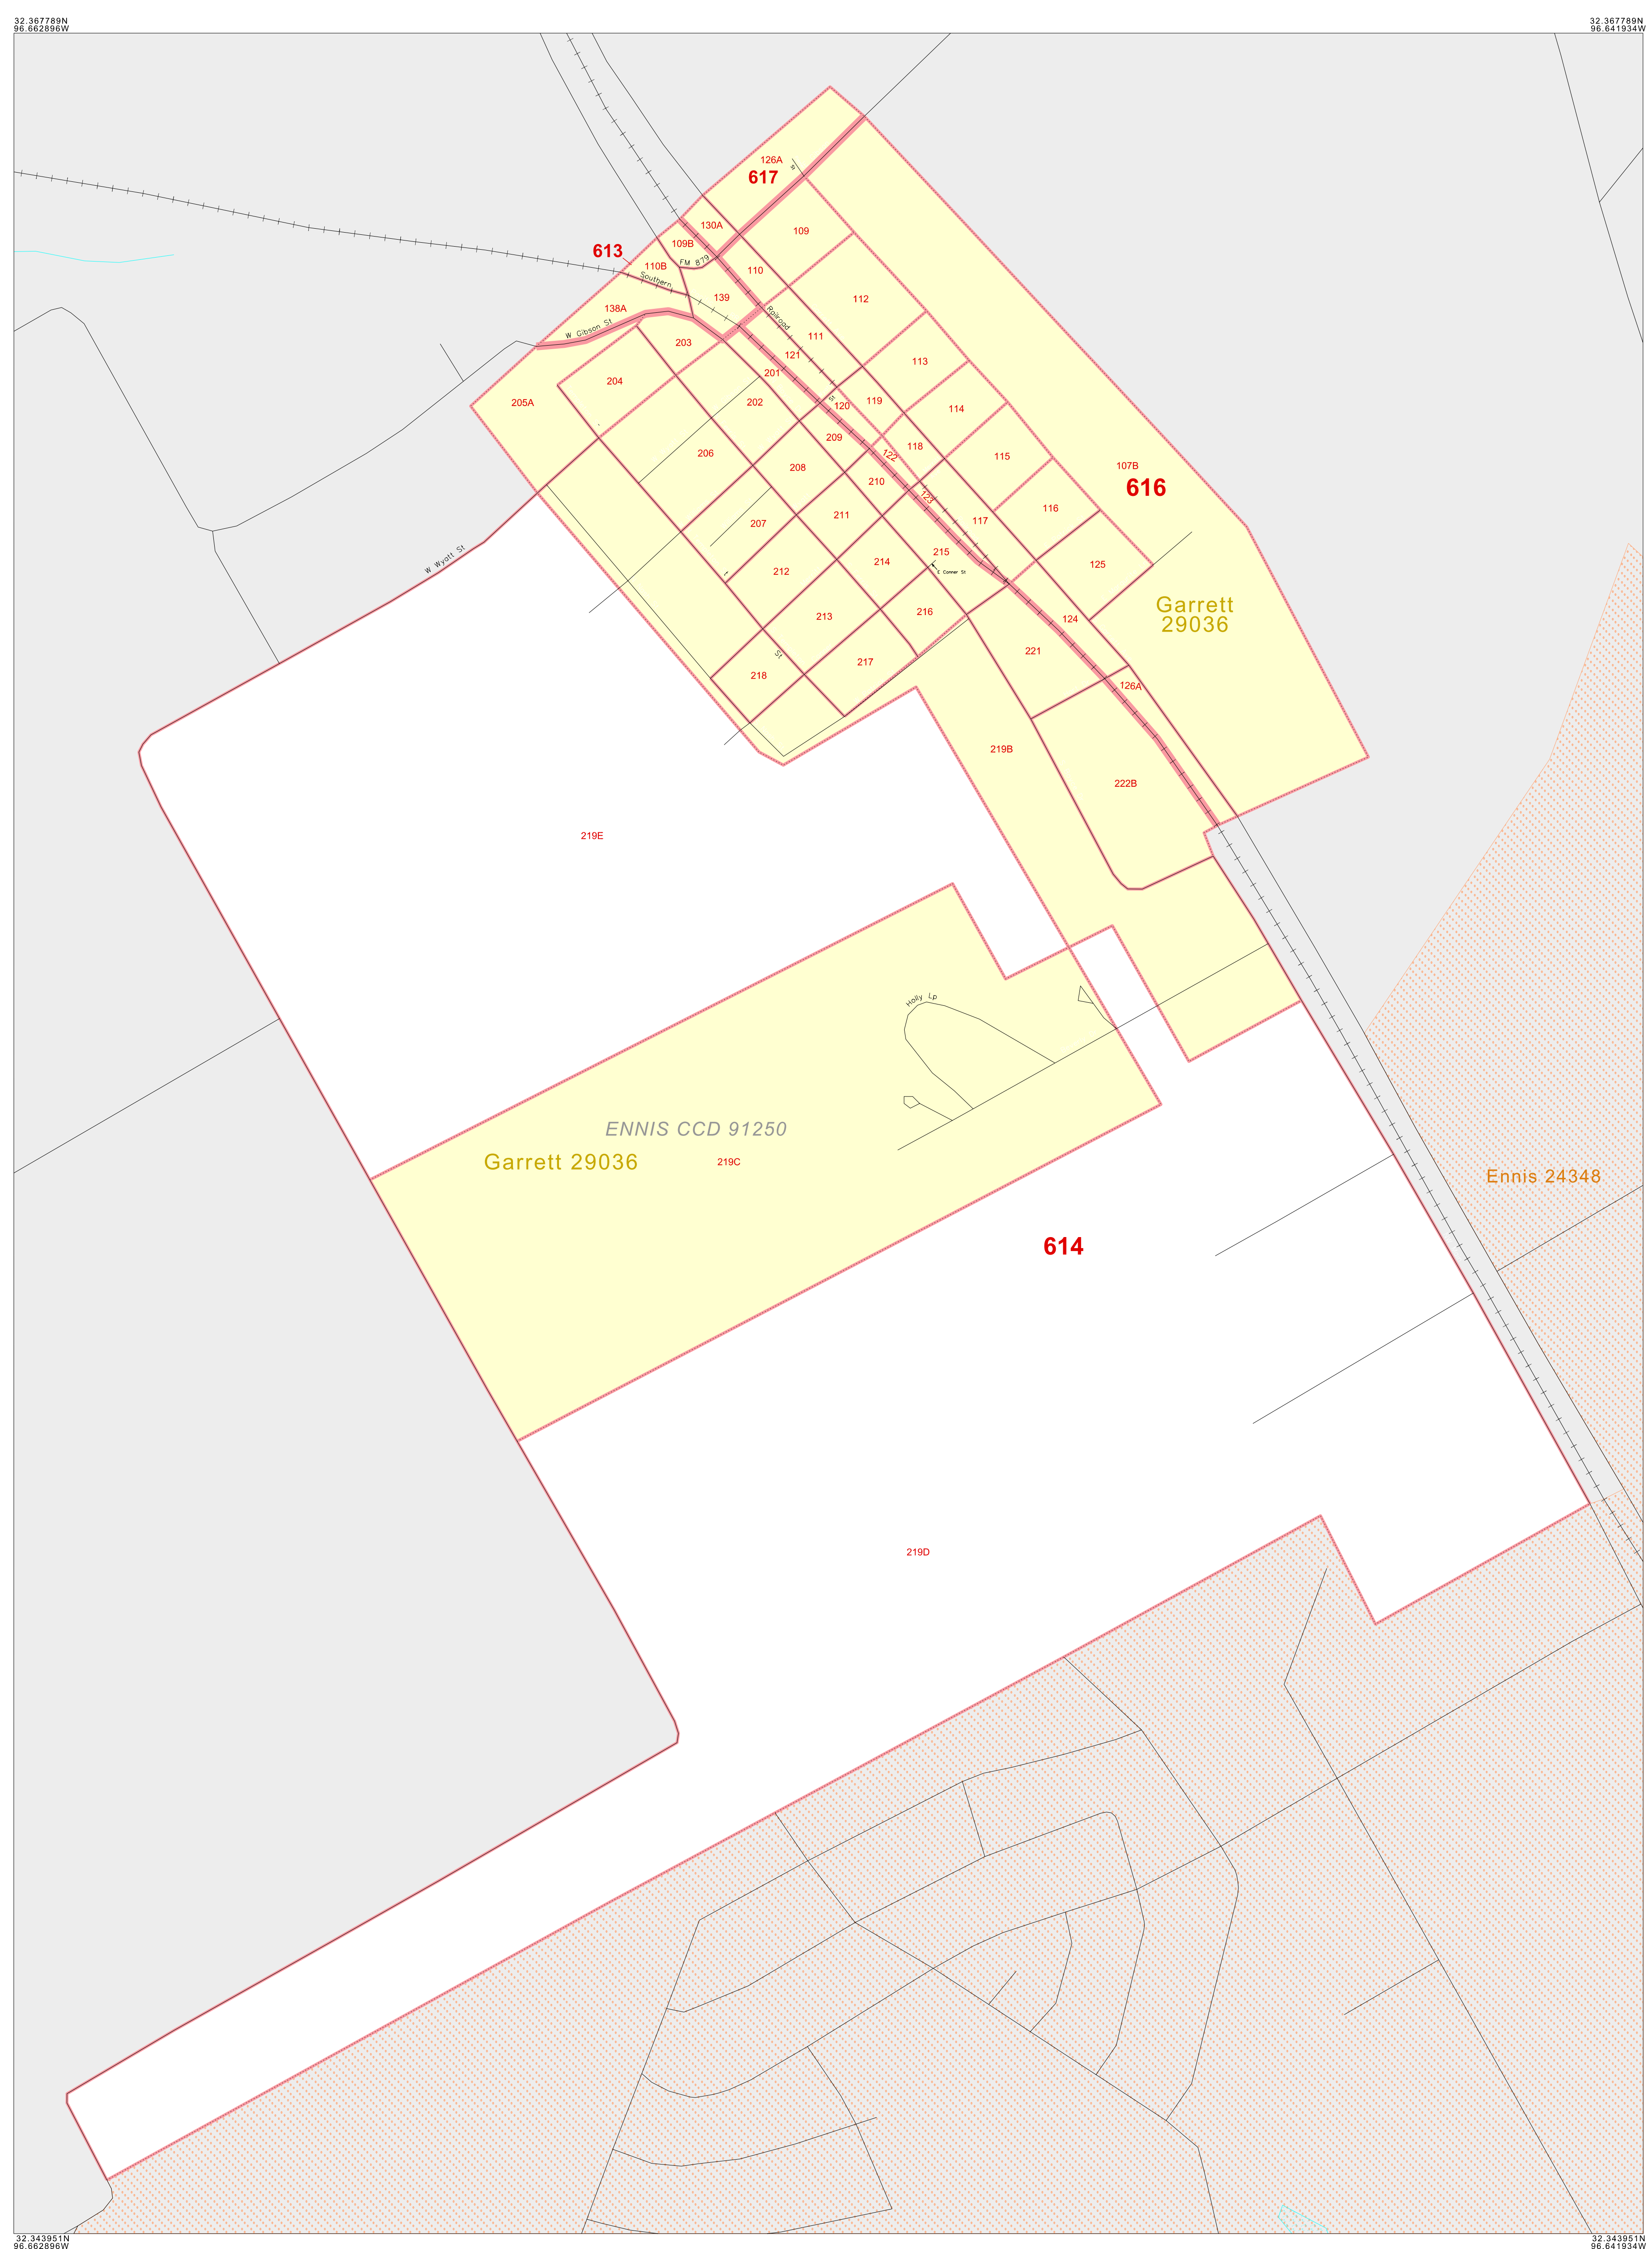 32.367789N
96.662896W
32.367789N
96.641934W
126A
617
St
130A
109
109B
613
FM 879
110B
110
Southern
139
112
138A
Railroad
W Gibson St
111
203
121
113
201
204
202
St
119
120
205A
114
209
118
206
122
115
208
107B
210
616
123
116
207
211
117
215
W Wyatt St
214
125
212
E Conner St
Garrett
29036
216
213
124
221
St
217
218
126A
219B
222B
219E
Holly Lp
ENNIS CCD 91250
Garrett 29036
219C
Ennis 24348
614
219D
32.343951N
96.662896W
32.343951N
96.641934W